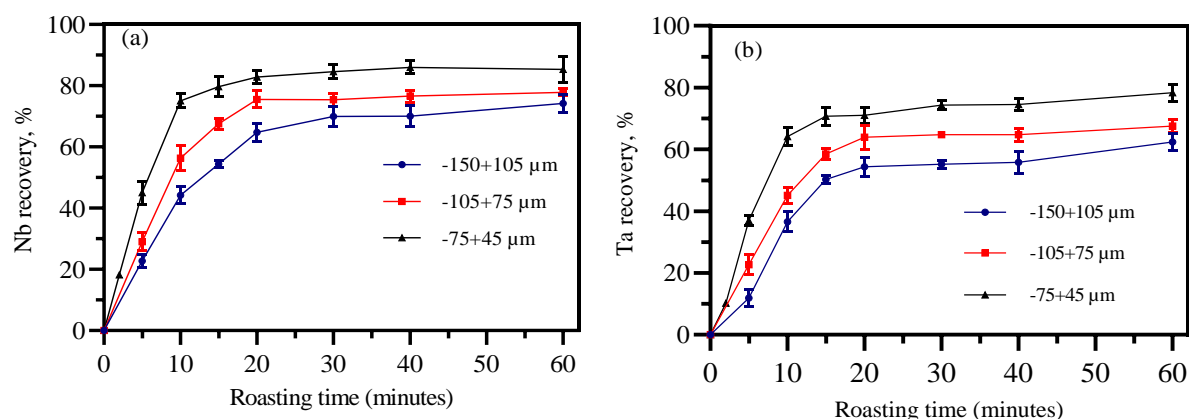 (a)
100
80
60
40
20
0
Nb recovery, %
-150+105 µm
-105+75 µm
-75+45 µm
0 10 20 30 40 50 60
Roasting time (minutes)
(b)
100
80
60
40
20
0
Ta recovery, %
-150+105 µm
-105+75 µm
-75+45 µm
0 10 20 30 40 50 60
Roasting time (minutes)